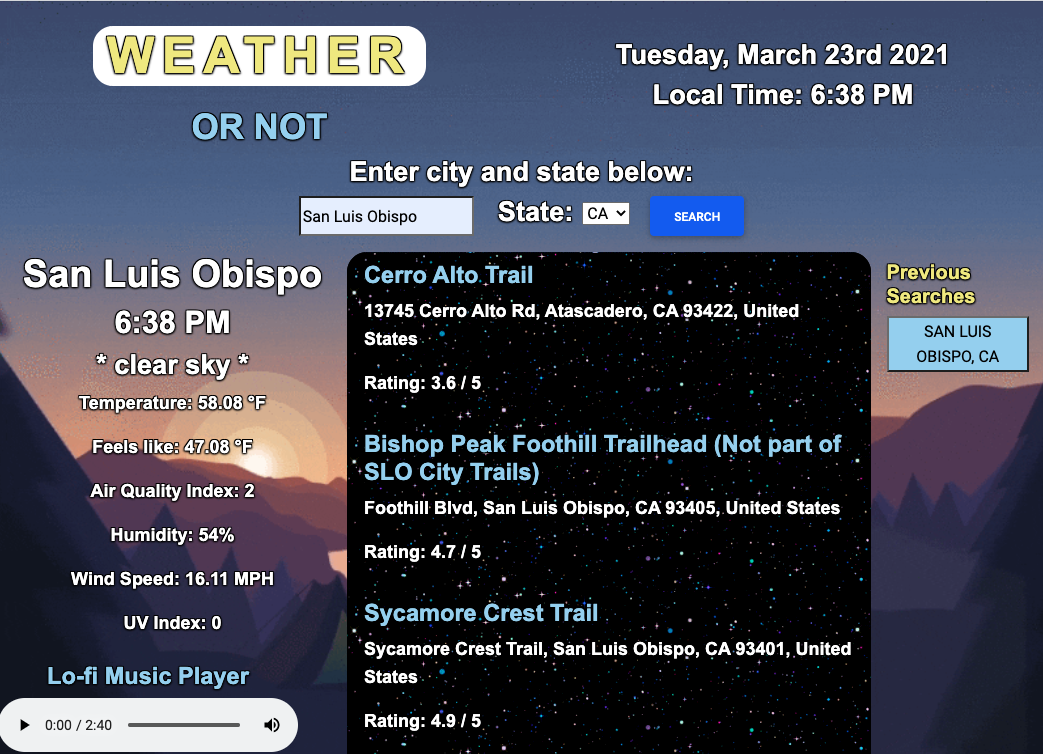 WEATHER
OR NOT
Tuesday, March 23rd 2021
Local Time: 6:38 PM
Enter city and state below:
San Luis Obispo
State: CA
SEARCH
San Luis Obispo
6:38 PM
* clear sky *
Temperature: 58.08 °F
Feels like: 47.08 °F
Air Quality Index: 2
Humidity: 54%
Wind Speed: 16.11 MPH
UV Index: 0
Lo-fi Music Player
0:00 / 2:40
Cerro Alto Trail
13745 Cerro Alto Rd, Atascadero, CA 93422, United
States
Rating: 3.6 / 5
Bishop Peak Foothill Trailhead (Not part of
SLO City Trails)
Foothill Blvd, San Luis Obispo, CA 93405, United States
Rating: 4.7 / 5
Sycamore Crest Trail
Sycamore Crest Trail, San Luis Obispo, CA 93401, United
States
Rating: 4.9 / 5
Previous
Searches
SAN LUIS
OBISPO, CA